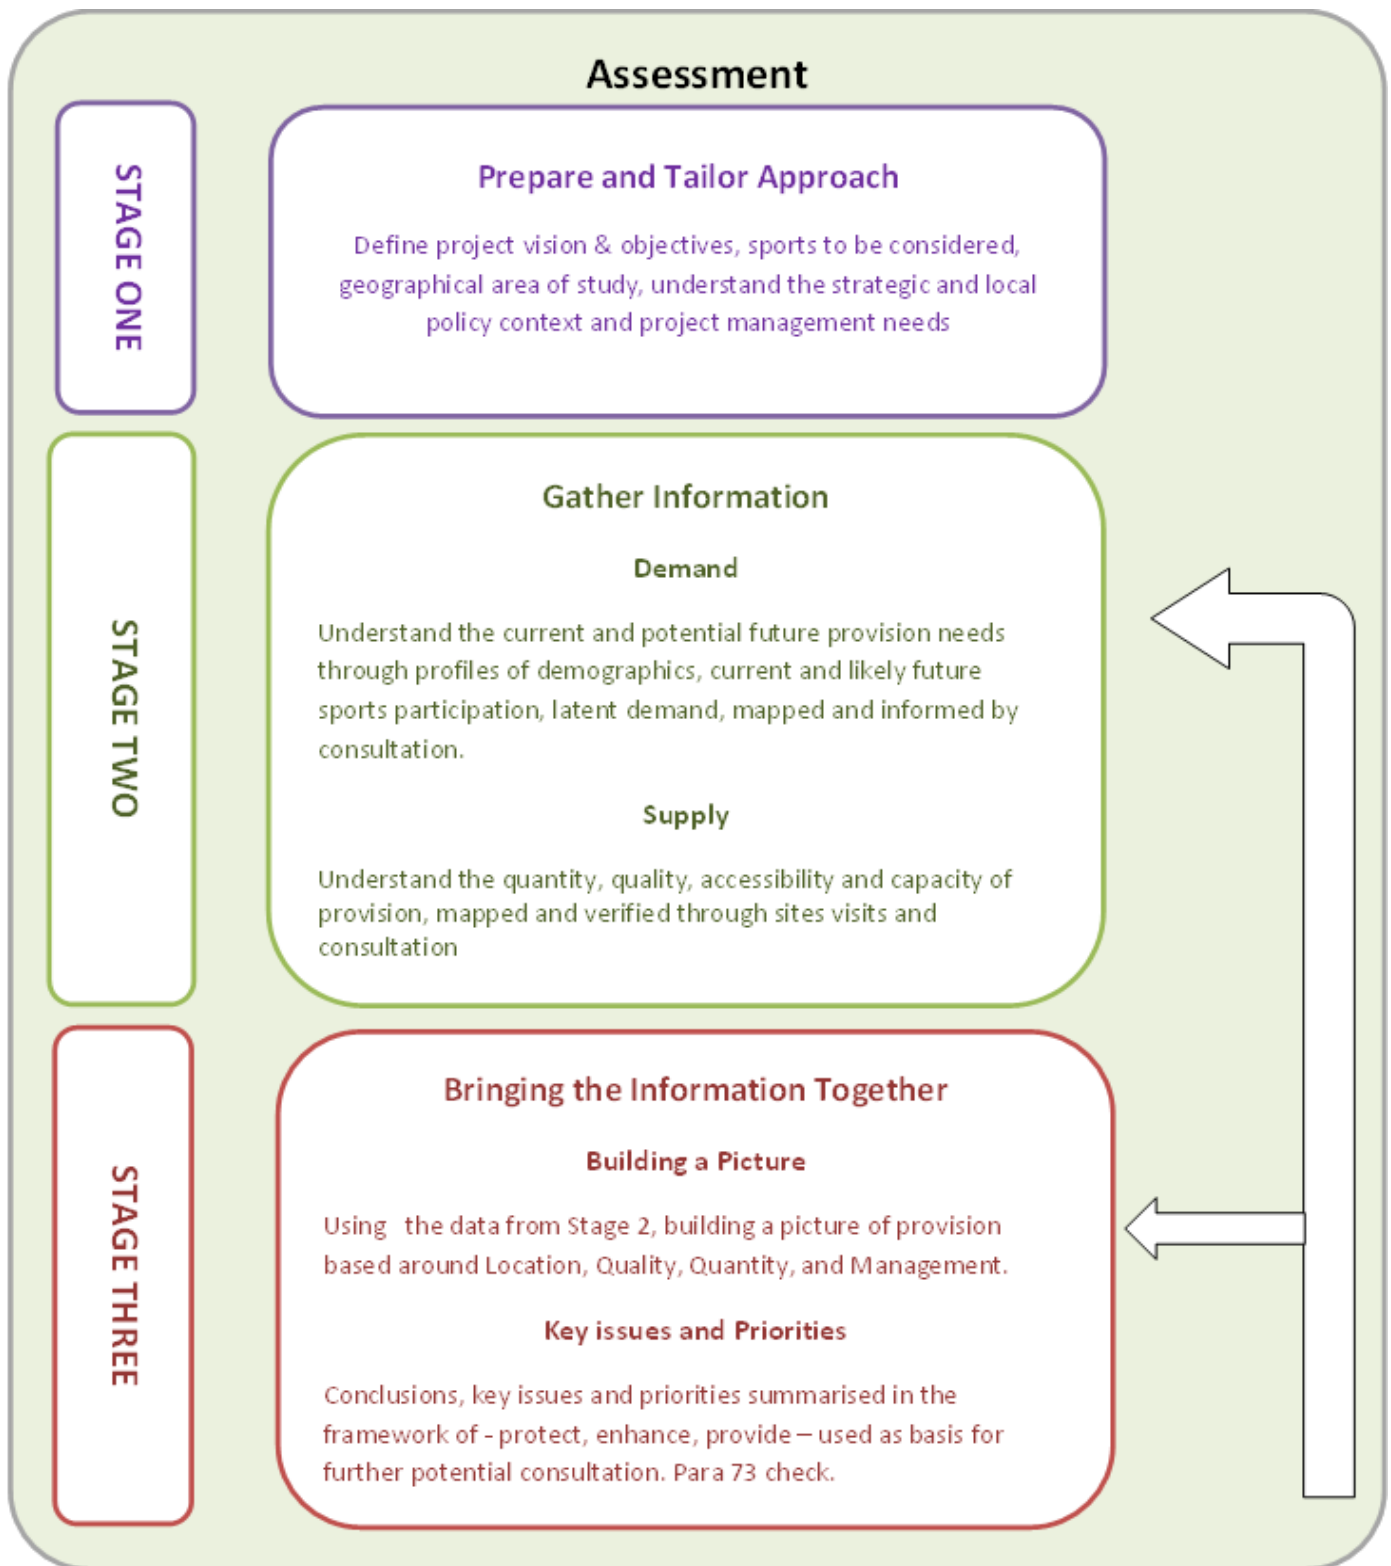 Assessment
STAGE ONE
Prepare and Tailor Approach
Define project vision & objectives, sports to be considered,
geographical area of study, understand the strategic and local
policy context and project management needs
STAGE TWO
Gather Information
Demand
Understand the current and potential future provision needs
through profiles of demographics, current and likely future
sports participation, latent demand, mapped and informed by
consultation.
Supply
Understand the quantity, quality, accessibility and capacity of
provision, mapped and verified through sites visits and
consultation
STAGE THREE
Bringing the Information Together
Building a Picture
Using the data from Stage 2, building a picture of provision
based around Location, Quality, Quantity, and Management.
Key issues and Priorities
Conclusions, key issues and priorities summarised in the
framework of - protect, enhance, provide – used as basis for
further potential consultation. Para 73 check.